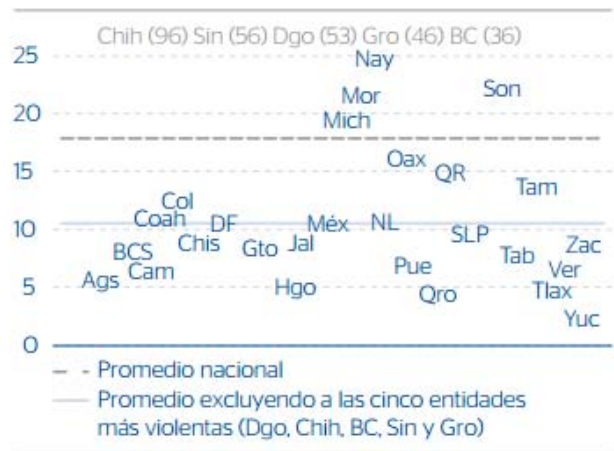 Chih (96) Sin (56) Dgo (53) Gro (46) BC (36)
25
Nay
Mor
Son
20
Mich
15
Oax
QR
Tam
Col
Coah
DF
Méx
NL
10
BCS
Chis
Gto
Jal
SLP
Tab
Zac
Ags
Cam
Hgo
Pue
Qro
Ver
Tlax
5
Yuc
0
Promedio nacional
Promedio excluyendo a las cinco entidades
más violentas (Dgo, Chih, BC, Sin y Gro)